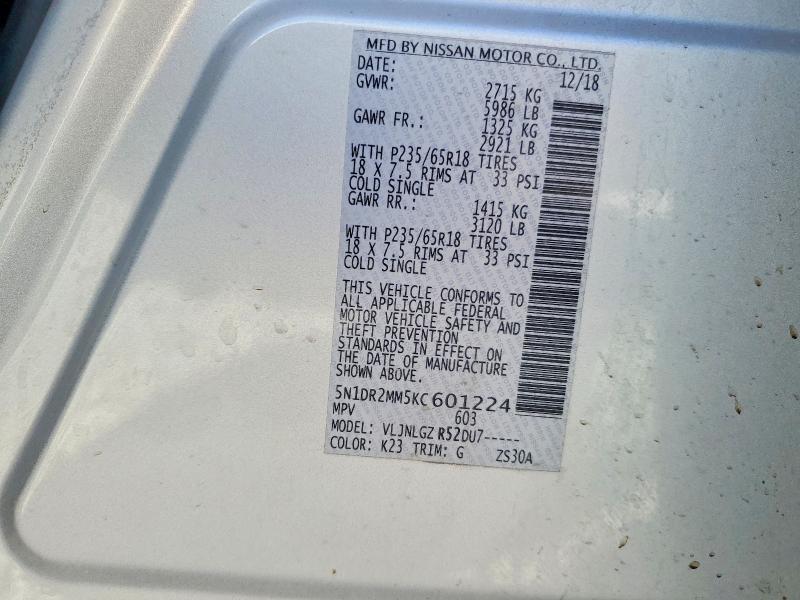 MFD BY NISSAN MOTOR CO., LTD.
DATE: 12/18
GVWR: 2715 KG
5986 LB
GAWR FR.: 1325 KG
2921 LB
WITH P235/65R18 TIRES
18 X 7.5 RIMS AT 33 PSI
COLD SINGLE
GAWR RR.: 1415 KG
3120 LB
WITH P235/65R18 TIRES
18 X 7.5 RIMS AT 33 PSI
COLD SINGLE
THIS VEHICLE CONFORMS TO
ALL APPLICABLE FEDERAL
MOTOR VEHICLE SAFETY AND
THEFT PREVENTION
STANDARDS IN EFFECT ON
THE DATE OF MANUFACTURE
SHOWN ABOVE.
5N1DR2MM5KC601224
MPV 603
MODEL: VLJNLGZ R52DU7-----
COLOR: K23 TRIM: G ZS30A